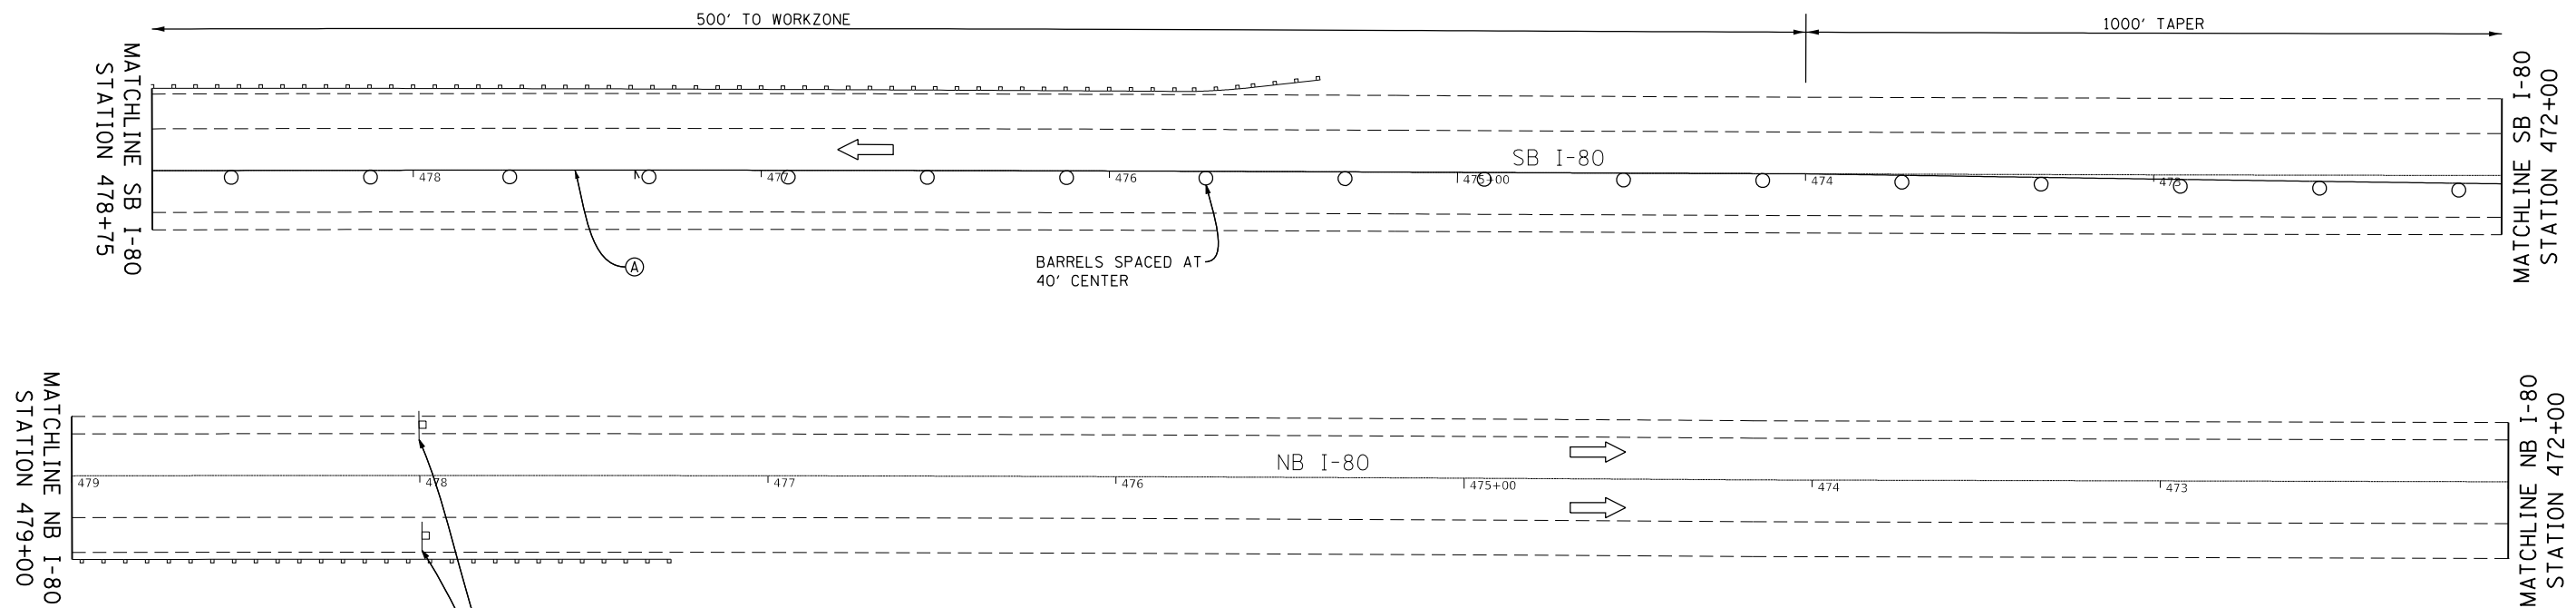 500' TO WORKZONE
1000' TAPER
MATCHLINE SB I-80
STATION 478+75
MATCHLINE SB I-80
STATION 472+00
SB I-80
478
477
476
475+00
474
473
A
BARRELS SPACED AT
40' CENTER
MATCHLINE NB I-80
STATION 479+00
MATCHLINE NB I-80
STATION 472+00
NB I-80
479
478
477
476
475+00
474
473